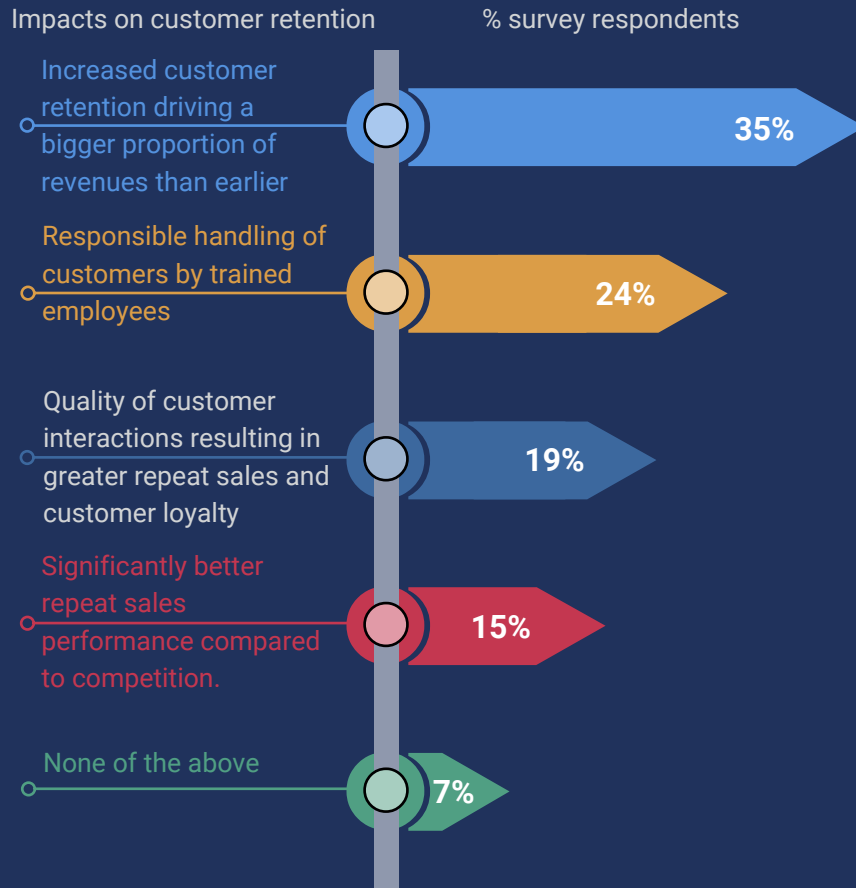 Impacts on customer retention
% survey respondents
Increased customer
retention driving a
bigger proportion of
revenues than earlier
35%
Responsible handling of
customers by trained
employees
24%
Quality of customer
interactions resulting in
greater repeat sales and
customer loyalty
19%
Significantly better
repeat sales
performance compared
to competition.
15%
None of the above
7%